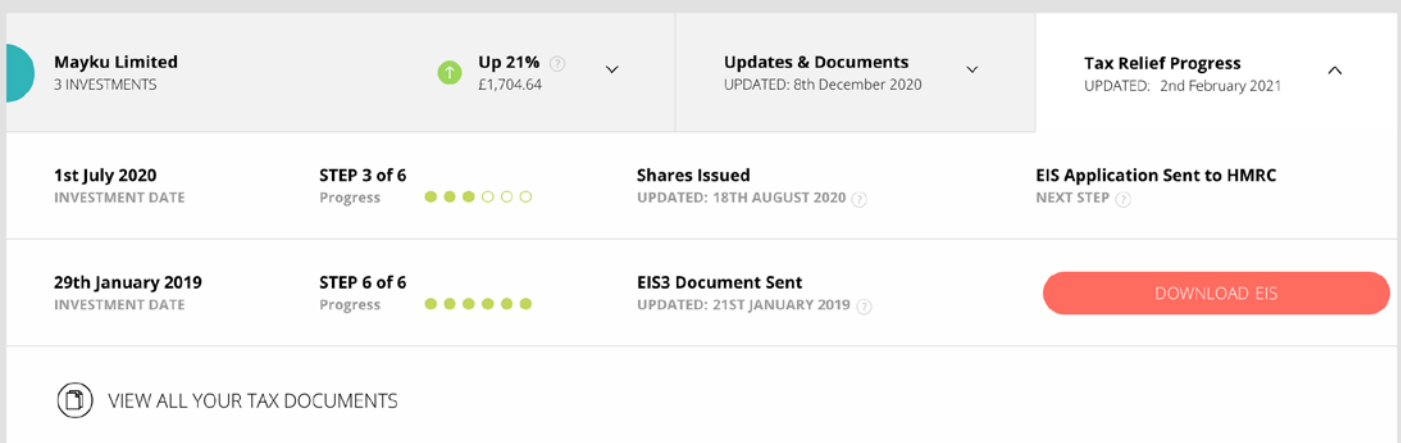 Mayku Limited
3 INVESTMENTS
Up 21% ?
£1,704.64
Updates & Documents
UPDATED: 8th December 2020
Tax Relief Progress
UPDATED: 2nd February 2021
1st July 2020
INVESTMENT DATE
STEP 3 of 6
Progress
Shares Issued
UPDATED: 18TH AUGUST 2020 ?
EIS Application Sent to HMRC
NEXT STEP ?
29th January 2019
INVESTMENT DATE
STEP 6 of 6
Progress
EIS3 Document Sent
UPDATED: 21ST JANUARY 2019 ?
DOWNLOAD EIS
VIEW ALL YOUR TAX DOCUMENTS